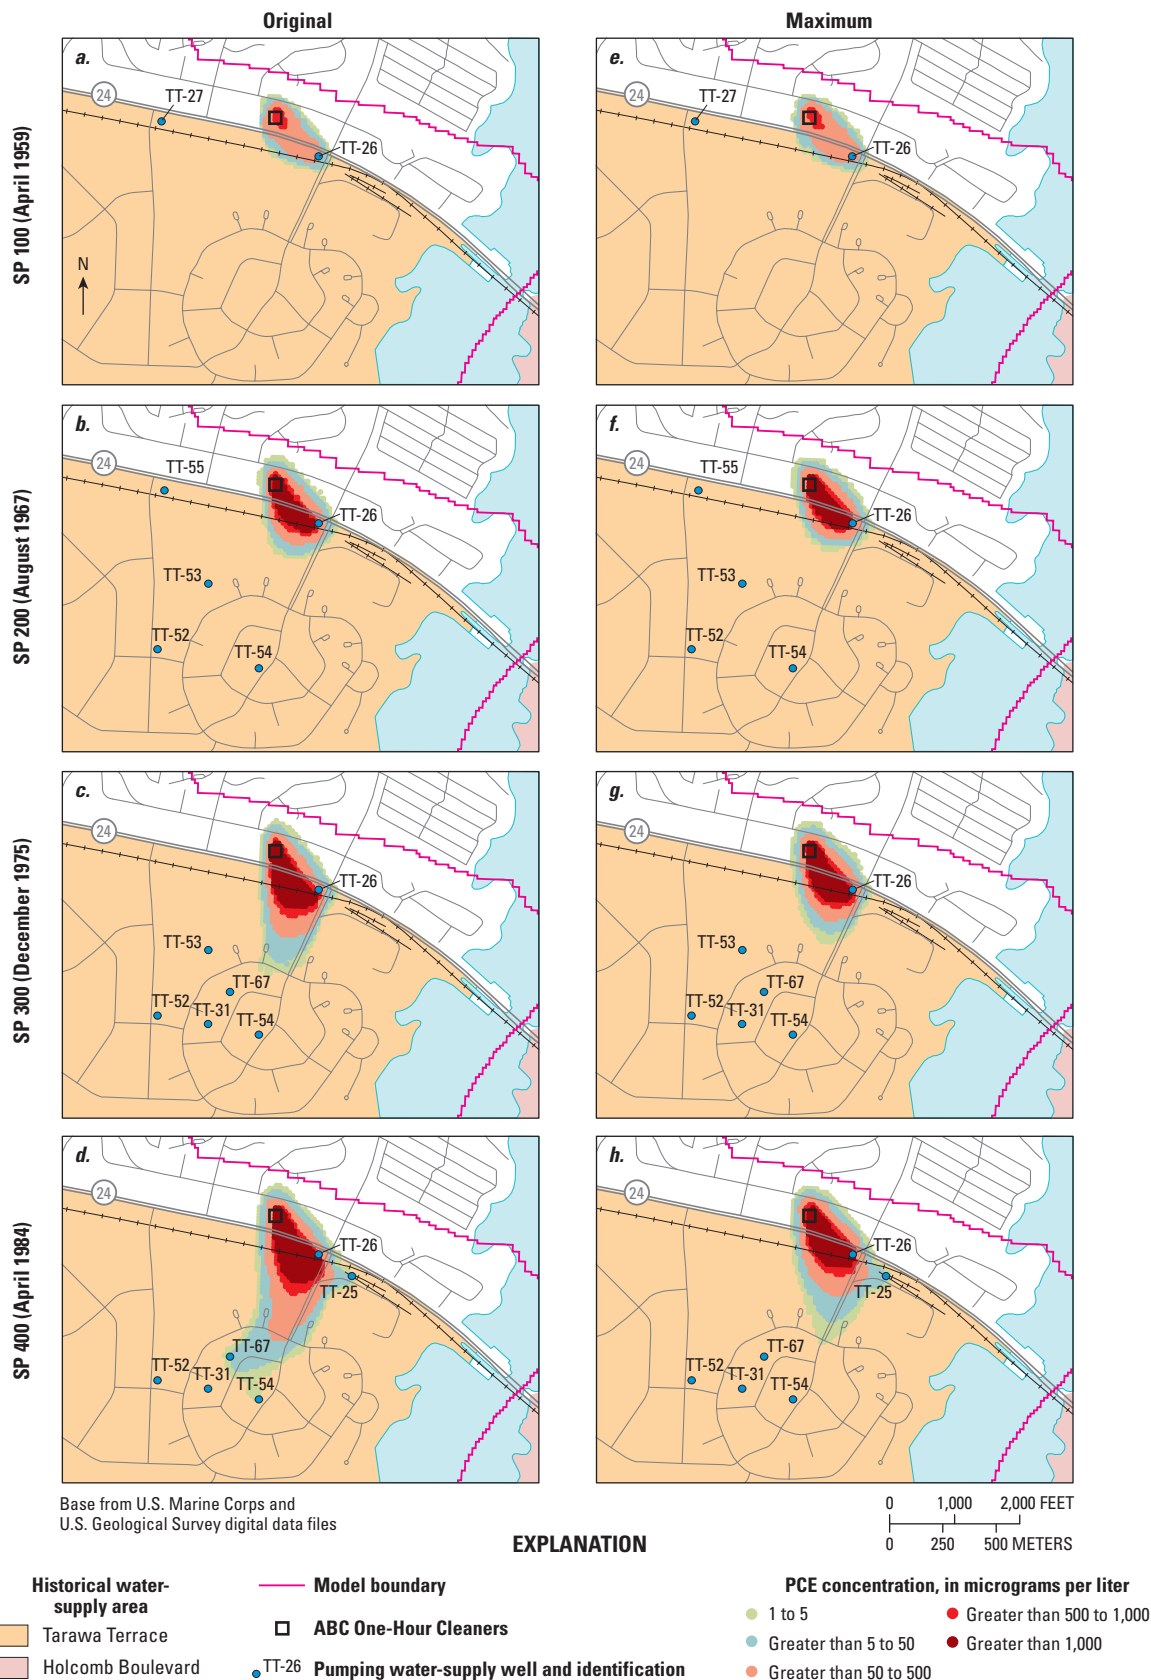 Original
Maximum
SP 100 (April 1959)
a.
24
TT-27
TT-26
N
e.
24
TT-27
TT-26
SP 200 (August 1967)
b.
24
TT-55
TT-26
TT-53
TT-52
TT-54
f.
24
TT-55
TT-26
TT-53
TT-52
TT-54
SP 300 (December 1975)
c.
24
TT-26
TT-53
TT-67
TT-52
TT-31
TT-54
g.
24
TT-26
TT-53
TT-67
TT-52
TT-31
TT-54
SP 400 (April 1984)
d.
24
TT-26
TT-25
TT-67
TT-52
TT-31
TT-54
h.
24
TT-26
TT-25
TT-67
TT-52
TT-31
TT-54
Base from U.S. Marine Corps and
U.S. Geological Survey digital data files
0 1,000 2,000 FEET
0 250 500 METERS
EXPLANATION
Historical water-
supply area
Tarawa Terrace
Holcomb Boulevard
Model boundary
ABC One-Hour Cleaners
TT-26 Pumping water-supply well and identification
PCE concentration, in micrograms per liter
1 to 5
Greater than 5 to 50
Greater than 50 to 500
Greater than 500 to 1,000
Greater than 1,000